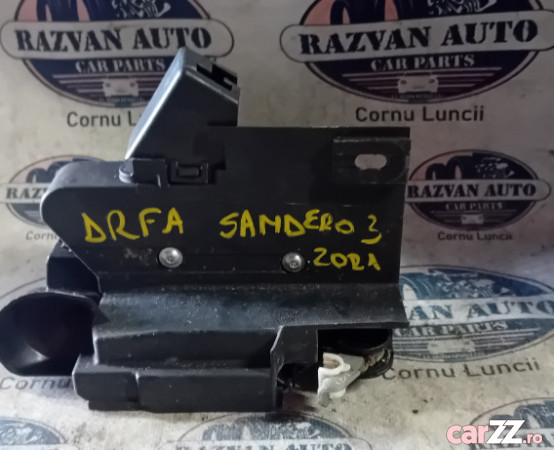 RAZVAN AUTO
CAR PARTS
Cornu Luncii
RAZVAN AUTO
CAR PARTS
Cornu Luncii
RAZVAN AUTO
CAR PARTS
Cornu Luncii
DRFA SANDERO 3
2021
Cornu
Cornu Luncii
carzz.ro